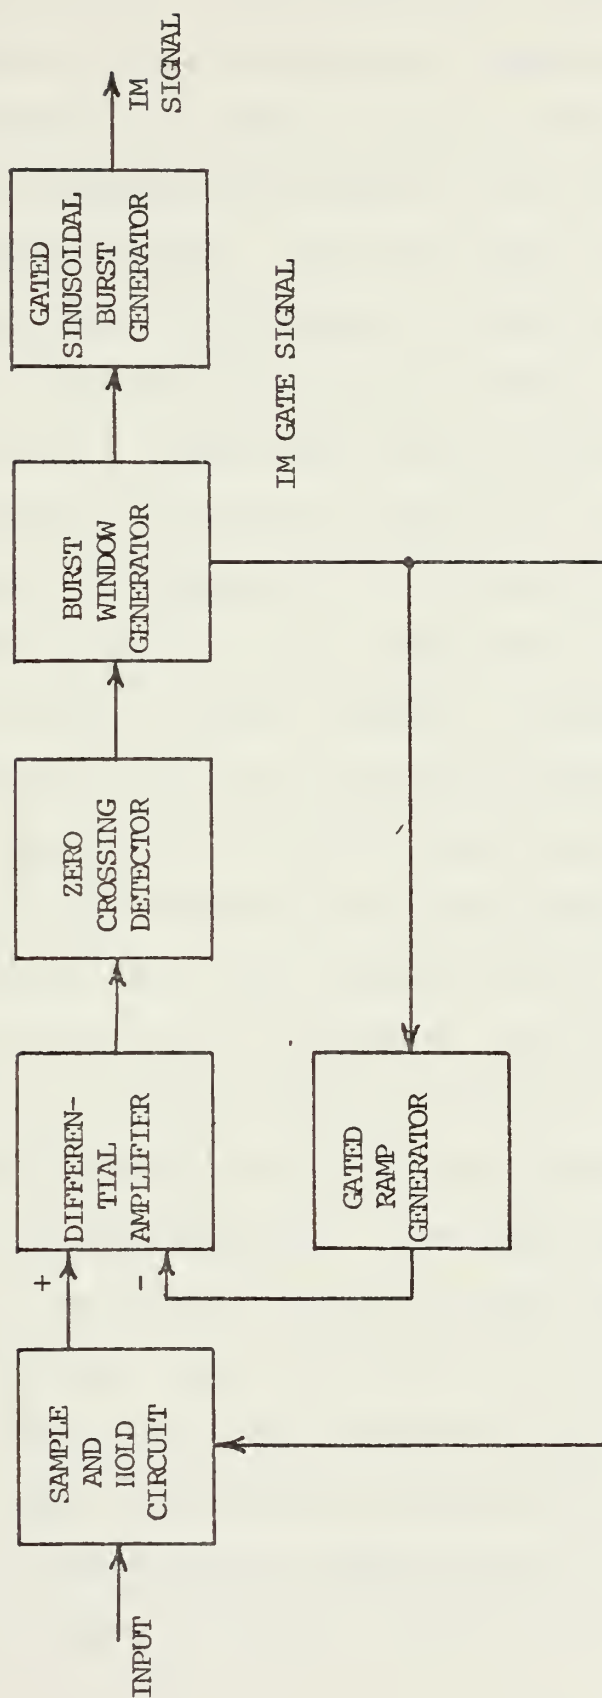 INPUT
SAMPLE
AND
HOLD
CIRCUIT
+
-
DIFFEREN-
TIAL
AMPLIFIER
ZERO
CROSSING
DETECTOR
BURST
WINDOW
GENERATOR
GATED
SINUSOIDAL
BURST
GENERATOR
IM
SIGNAL
GATED
RAMP
GENERATOR
IM GATE SIGNAL